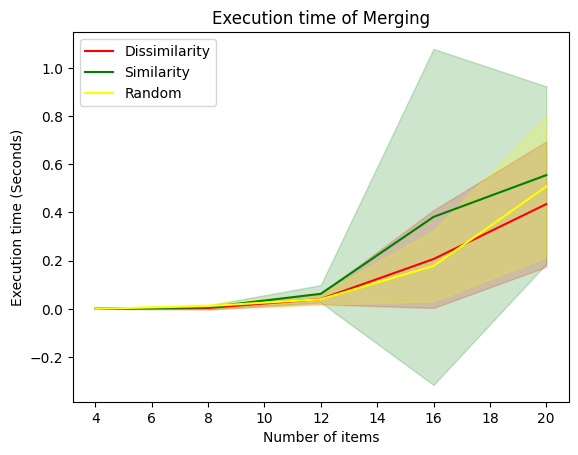 Execution time of Merging
Dissimilarity
Similarity
Random
Execution time (Seconds)
1.0
0.8
0.6
0.4
0.2
0.0
−0.2
4 6 8 10 12 14 16 18 20
Number of items